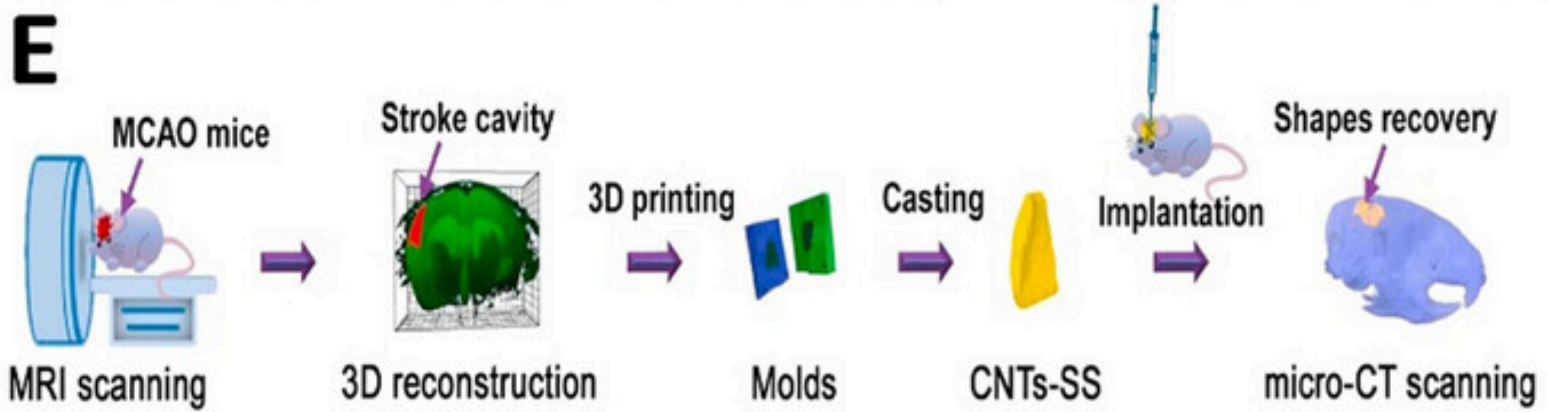 E
MCAO mice
Stroke cavity
3D printing
Casting
Implantation
Shapes recovery
MRI scanning
3D reconstruction
Molds
CNTs-SS
micro-CT scanning